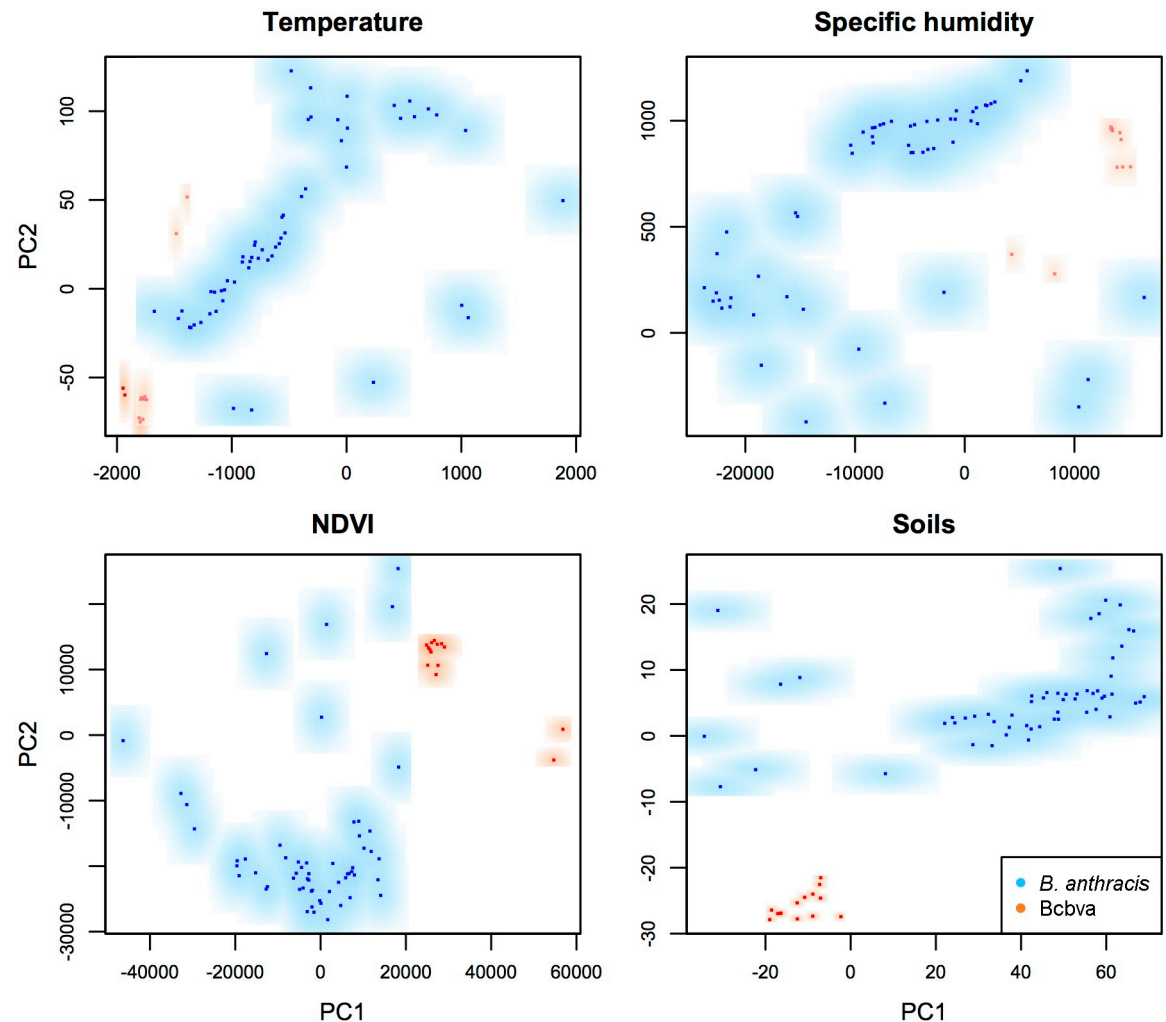 Temperature
Specific humidity
PC2
100
50
0
-50
-2000 -1000 0 1000 2000
1000
500
0
-20000 -10000 0 10000
NDVI
Soils
PC2
10000
0
-10000
-30000
-40000 -20000 0 20000 40000 60000
PC1
20
10
0
-10
-20
-30
-20 0 20 40 60
PC1
B. anthracis
Bcbva